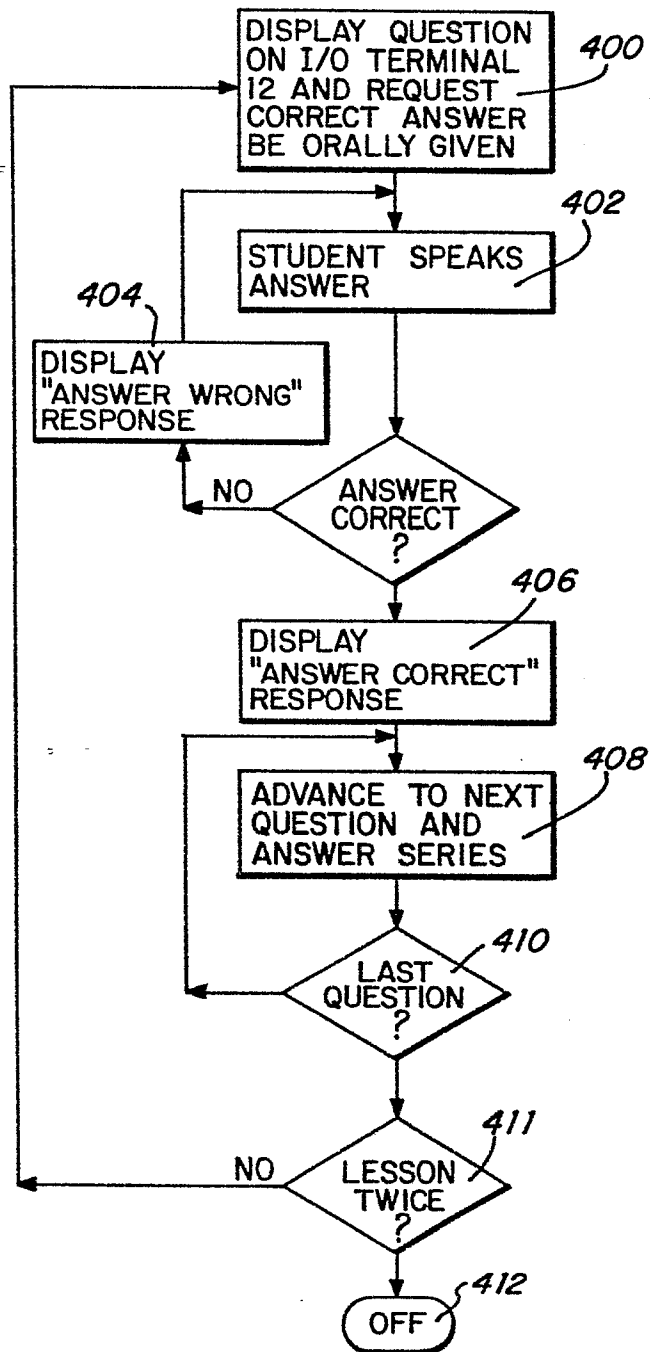 DISPLAY QUESTION
ON I/O TERMINAL
12 AND REQUEST
CORRECT ANSWER
BE ORALLY GIVEN
400
402
STUDENT SPEAKS
ANSWER
404
DISPLAY
"ANSWER WRONG"
RESPONSE
NO
ANSWER
CORRECT
?
406
DISPLAY
"ANSWER CORRECT"
RESPONSE
408
ADVANCE TO NEXT
QUESTION AND
ANSWER SERIES
410
LAST
QUESTION
?
411
NO
LESSON
TWICE
?
412
OFF